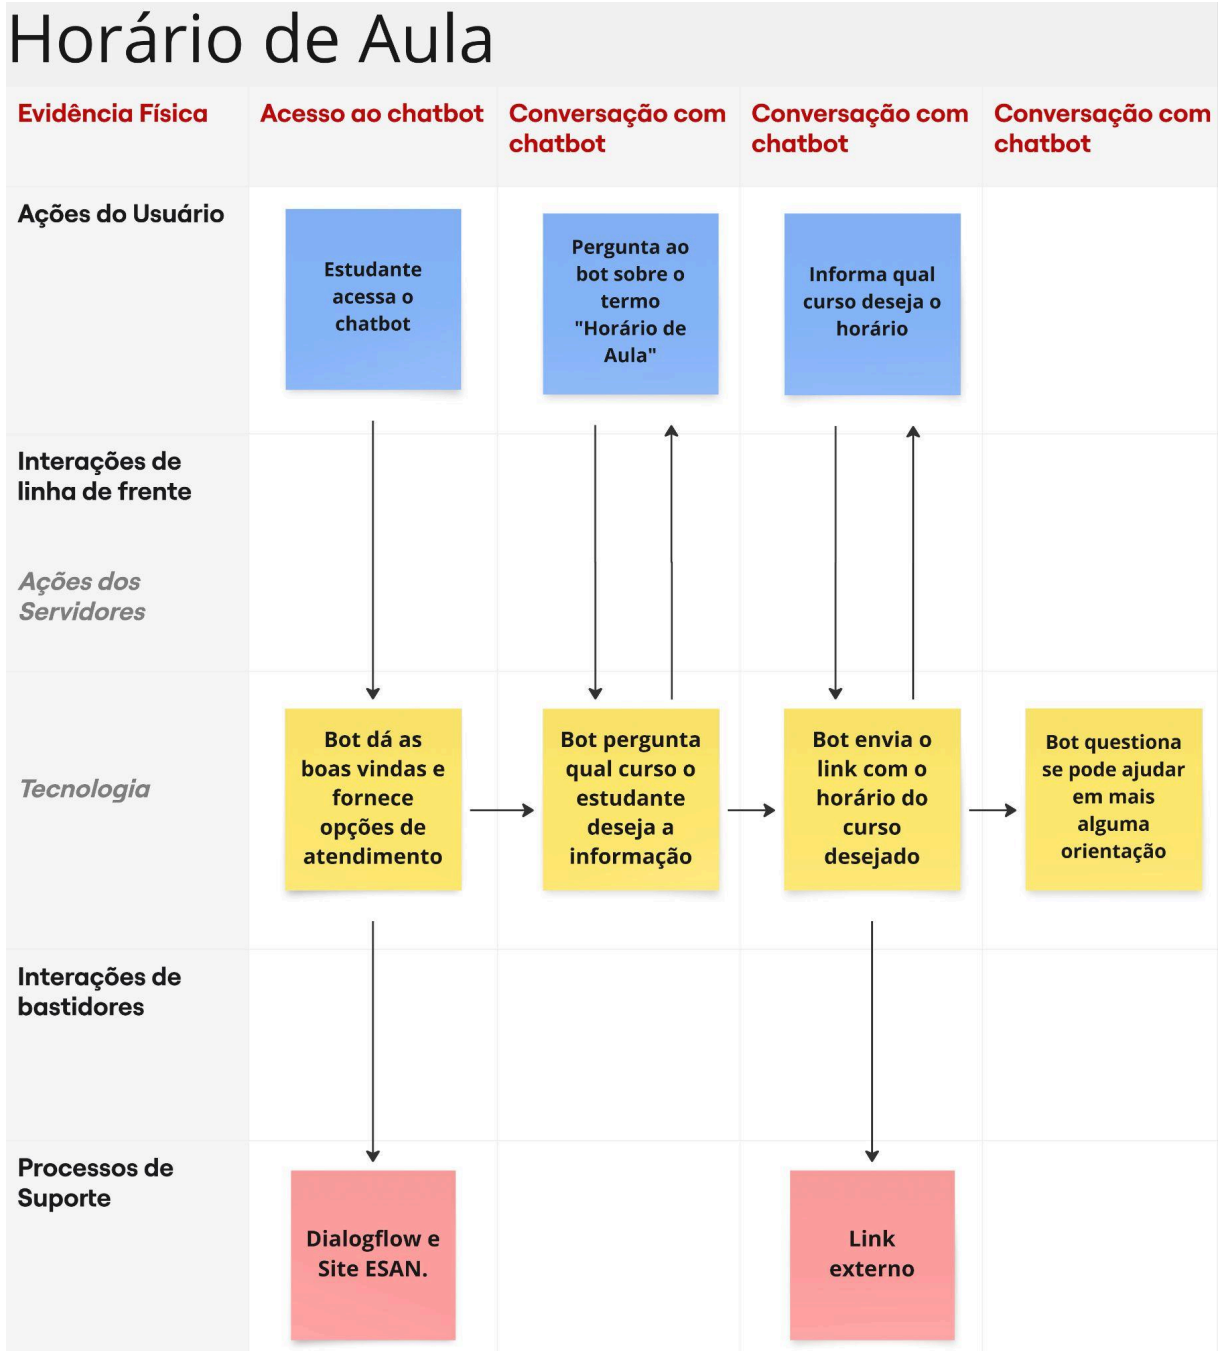 Horário de Aula
Evidência Física
Acesso ao chatbot
Conversação com
chatbot
Conversação com
chatbot
Conversação com
chatbot
Ações do Usuário
Estudante
acessa o
chatbot
Pergunta ao
bot sobre o
termo
"Horário de
Aula"
Informa qual
curso deseja o
horário
Interações de
linha de frente
Ações dos
Servidores
Tecnologia
Bot dá as
boas vindas e
fornece
opções de
atendimento
Bot pergunta
qual curso o
estudante
deseja a
informação
Bot envia o
link com o
horário do
curso
desejado
Bot questiona
se pode ajudar
em mais
alguma
orientação
Interações de
bastidores
Processos de
Suporte
Dialogflow e
Site ESAN.
Link
externo